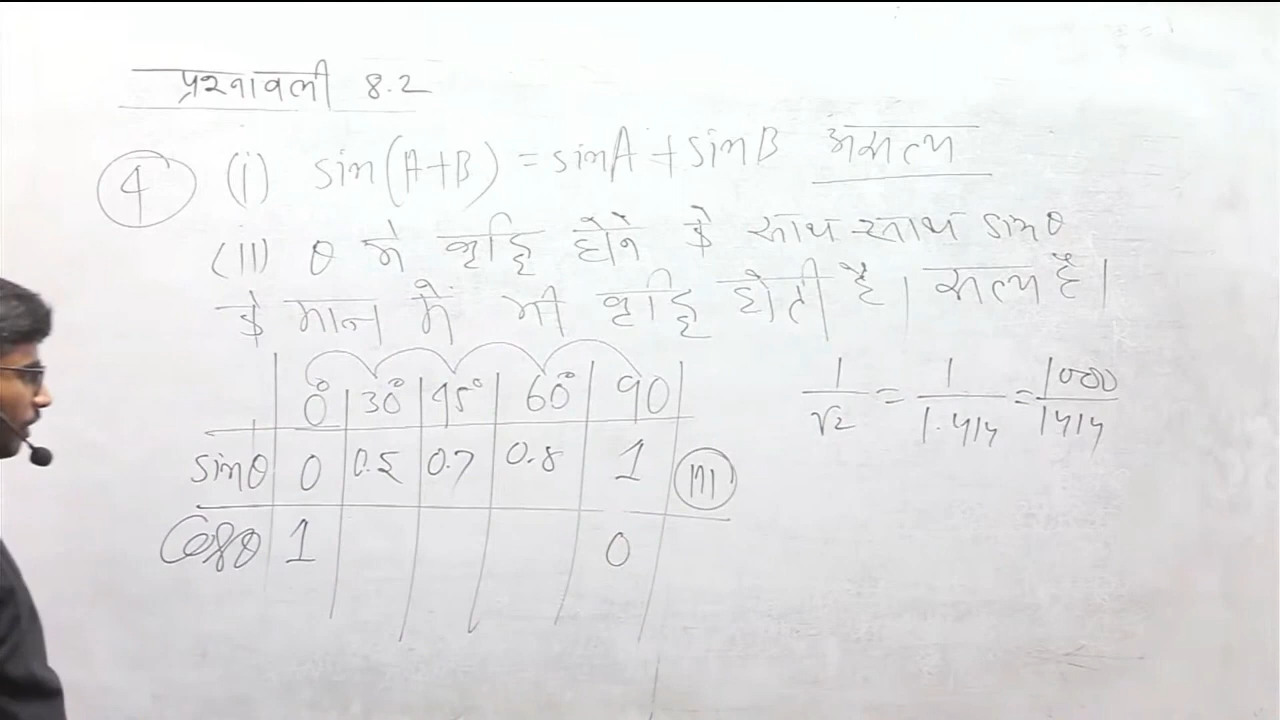 प्रश्नावली 8.2
④ (i) sin(A+B) = sinA + sinB असत्य
(II) θ मे वृद्धि होने के साथ-साथ sinθ
के मान में भी वृद्धि होती है। सत्य है।
0° 30° 45° 60° 90
sinθ 0 0.5 0.7 0.8 1 (III)
Cosθ 1 0
1/√2 = 1/1.414 = 1000/1414